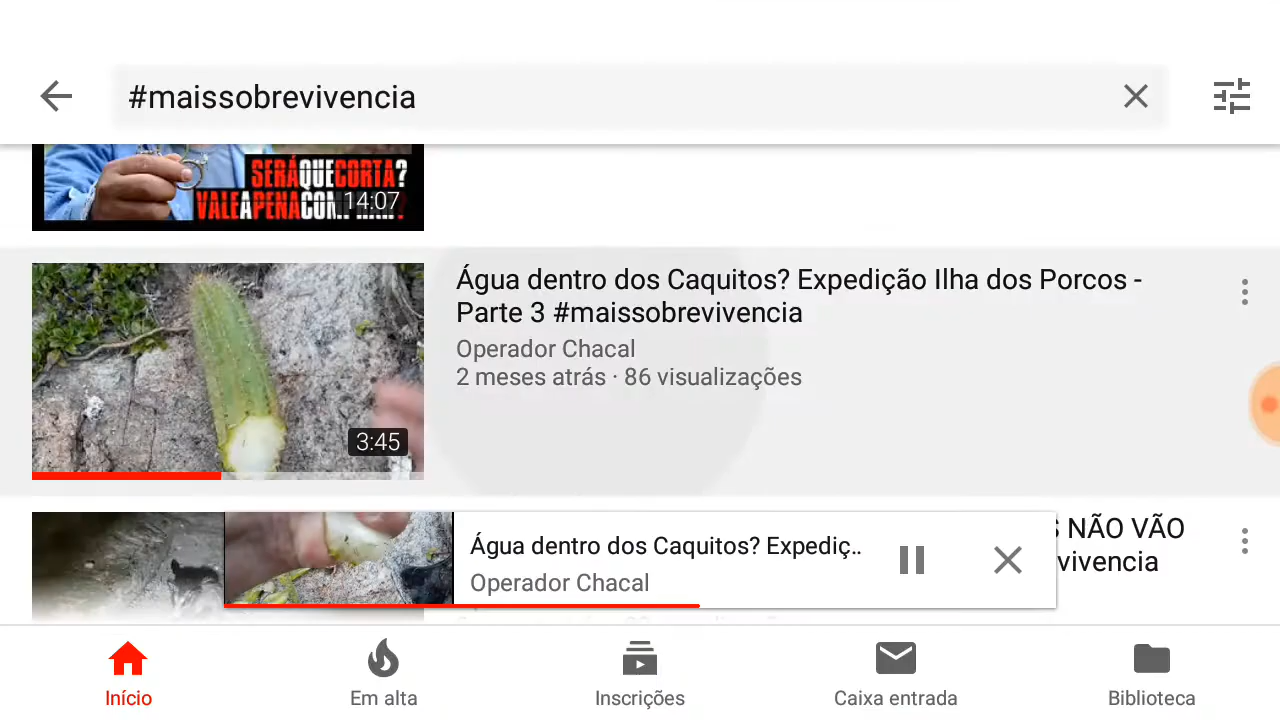 #maissobrevivencia
SERÁ QUE CORTA?
VALE A PENA
14:07
Água dentro dos Caquitos? Expedição Ilha dos Porcos -
Parte 3 #maissobrevivencia
Operador Chacal
2 meses atrás · 86 visualizações
3:45
NÃO VÃO
vivencia
Água dentro dos Caquitos? Expediç..
Operador Chacal
Início
Em alta
Inscrições
Caixa entrada
Biblioteca